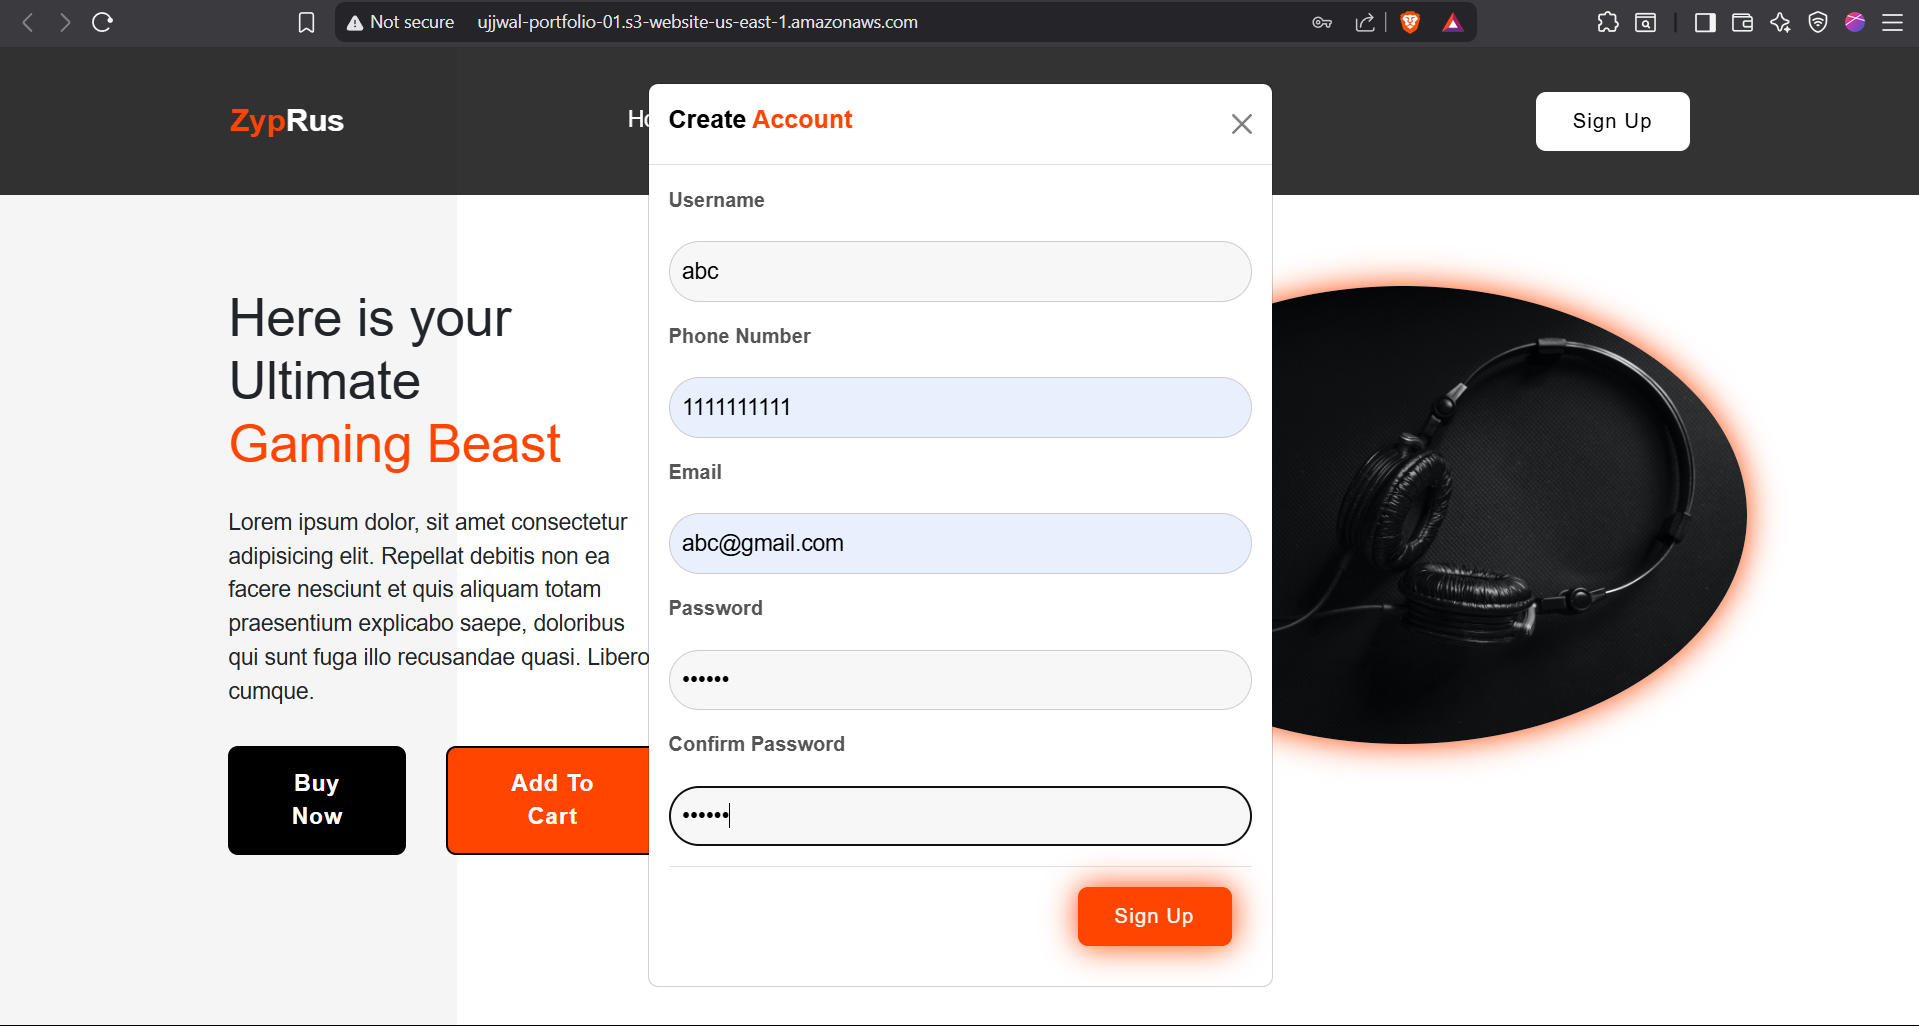 Not secure ujjwal-portfolio-01.s3-website-us-east-1.amazonaws.com
ZypRus
Sign Up
Create Account
Username
abc
Phone Number
1111111111
Email
abc@gmail.com
Password
••••••
Confirm Password
••••••
Sign Up
Here is your
Ultimate
Gaming Beast
Lorem ipsum dolor, sit amet consectetur
adipisicing elit. Repellat debitis non ea
facere nesciunt et quis aliquam totam
praesentium explicabo saepe, doloribus
qui sunt fuga illo recusandae quasi. Libero
cumque.
Buy
Now
Add To
Cart